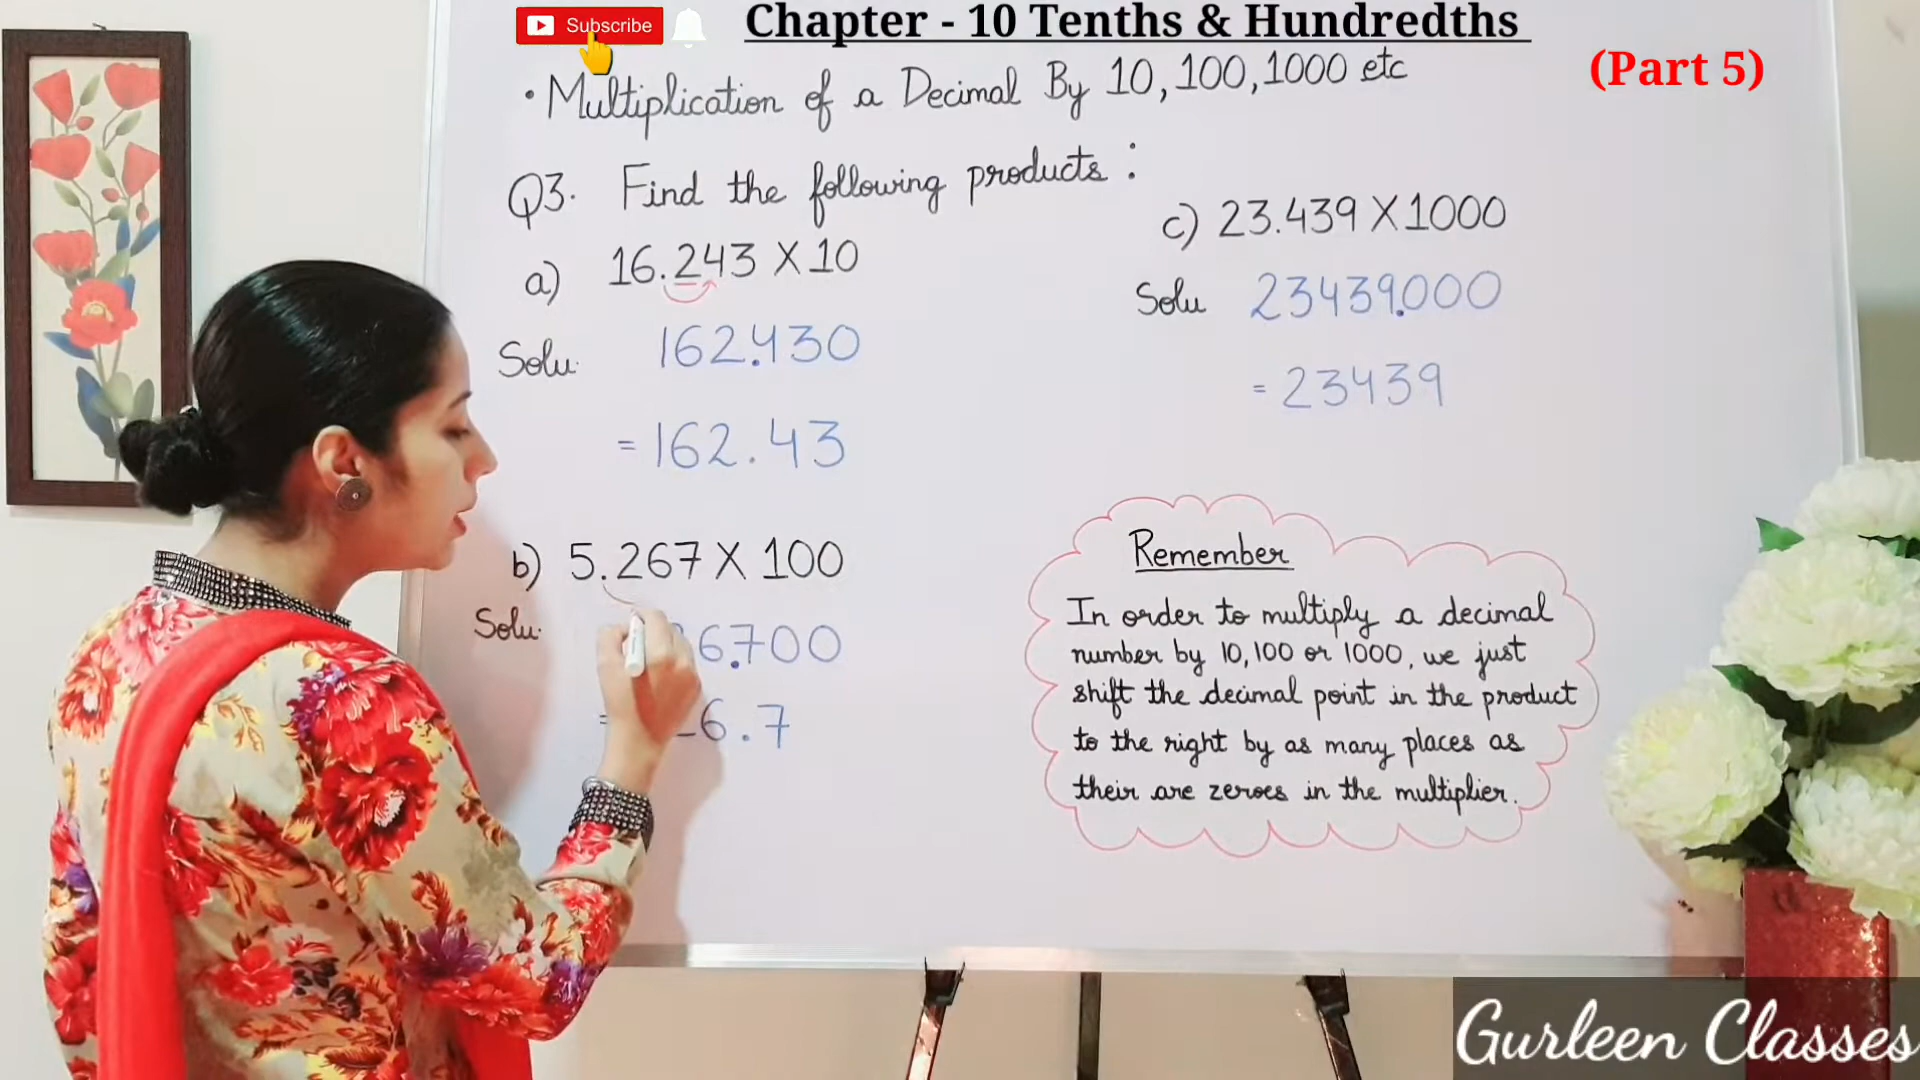 Subscribe
Chapter - 10 Tenths & Hundredths
(Part 5)
• Multiplication of a Decimal By 10, 100, 1000 etc
Q3. Find the following products :
a) 16.243 X 10
Solu.
162.430
= 162.43
b) 5.267 X 100
Solu.
6.700
6.7
c) 23.439 X 1000
Solu
23439.000
= 23439
Remember
In order to multiply a decimal
number by 10, 100 or 1000, we just
shift the decimal point in the product
to the right by as many places as
their are zeroes in the multiplier.
Gurleen Classes